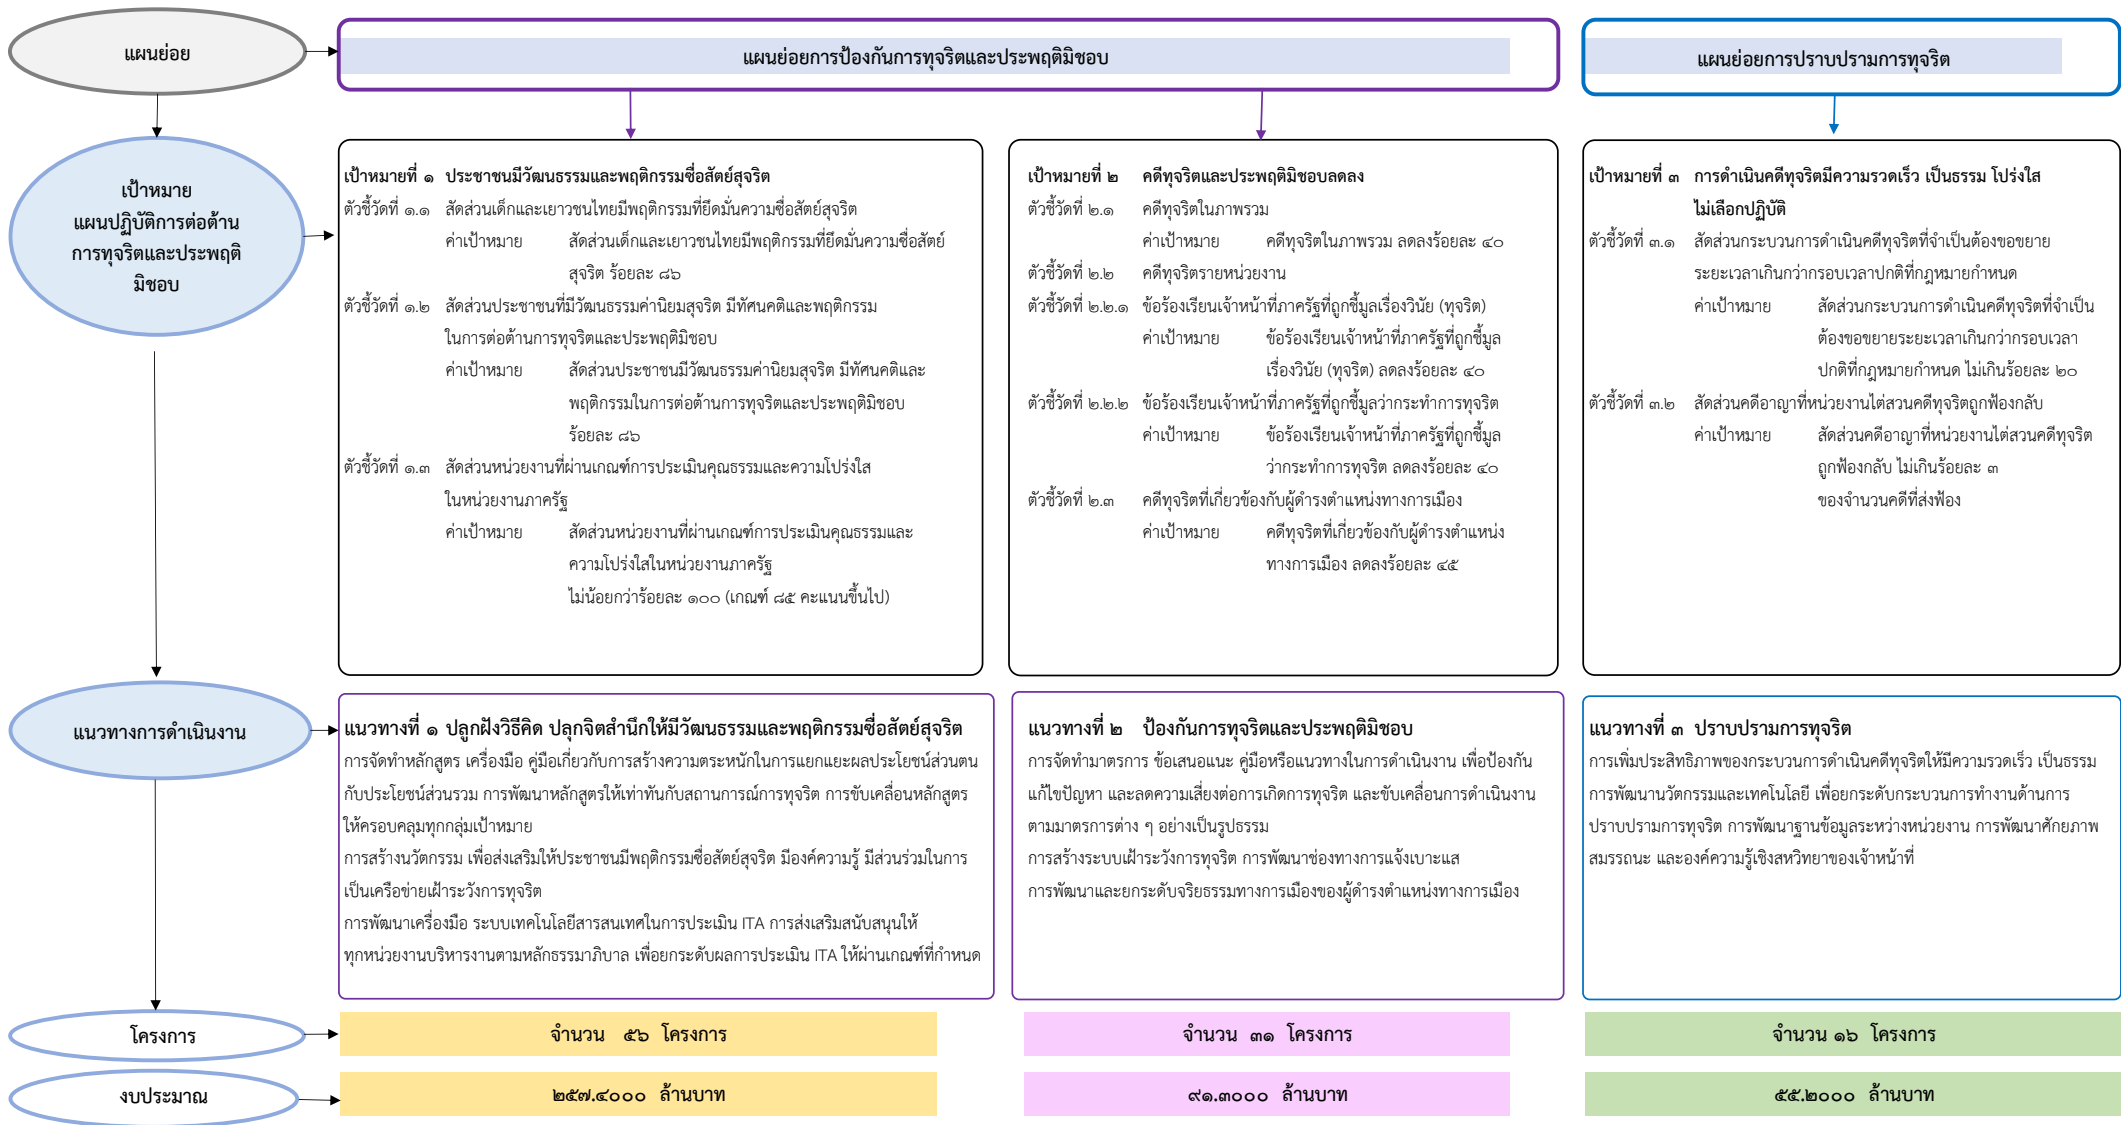 แผนย่อย
แผนย่อยการป้องกันการทุจริตและประพฤติมิชอบ
แผนย่อยการปราบปรามการทุจริต
เป้าหมาย
แผนปฏิบัติการต่อต้าน
การทุจริตและประพฤติ
มิชอบ
เป้าหมายที่ ๑ ประชาชนมีวัฒนธรรมและพฤติกรรมซื่อสัตย์สุจริต
ตัวชี้วัดที่ ๑.๑ สัดส่วนเด็กและเยาวชนไทยมีพฤติกรรมที่ยึดมั่นความซื่อสัตย์สุจริต
ค่าเป้าหมาย สัดส่วนเด็กและเยาวชนไทยมีพฤติกรรมที่ยึดมั่นความซื่อสัตย์
สุจริต ร้อยละ ๘๖
ตัวชี้วัดที่ ๑.๒ สัดส่วนประชาชนที่มีวัฒนธรรมค่านิยมสุจริต มีทัศนคติและพฤติกรรม
ในการต่อต้านการทุจริตและประพฤติมิชอบ
ค่าเป้าหมาย สัดส่วนประชาชนมีวัฒนธรรมค่านิยมสุจริต มีทัศนคติและ
พฤติกรรมในการต่อต้านการทุจริตและประพฤติมิชอบ
ร้อยละ ๘๖
ตัวชี้วัดที่ ๑.๓ สัดส่วนหน่วยงานที่ผ่านเกณฑ์การประเมินคุณธรรมและความโปร่งใส
ในหน่วยงานภาครัฐ
ค่าเป้าหมาย สัดส่วนหน่วยงานที่ผ่านเกณฑ์การประเมินคุณธรรมและ
ความโปร่งใสในหน่วยงานภาครัฐ
ไม่น้อยกว่าร้อยละ ๑๐๐ (เกณฑ์ ๘๕ คะแนนขึ้นไป)
เป้าหมายที่ ๒ คดีทุจริตและประพฤติมิชอบลดลง
ตัวชี้วัดที่ ๒.๑ คดีทุจริตในภาพรวม
ค่าเป้าหมาย คดีทุจริตในภาพรวม ลดลงร้อยละ ๔๐
ตัวชี้วัดที่ ๒.๒ คดีทุจริตรายหน่วยงาน
ตัวชี้วัดที่ ๒.๒.๑ ข้อร้องเรียนเจ้าหน้าที่ภาครัฐที่ถูกชี้มูลเรื่องวินัย (ทุจริต)
ค่าเป้าหมาย ข้อร้องเรียนเจ้าหน้าที่ภาครัฐที่ถูกชี้มูล
เรื่องวินัย (ทุจริต) ลดลงร้อยละ ๔๐
ตัวชี้วัดที่ ๒.๒.๒ ข้อร้องเรียนเจ้าหน้าที่ภาครัฐที่ถูกชี้มูลว่ากระทำการทุจริต
ค่าเป้าหมาย ข้อร้องเรียนเจ้าหน้าที่ภาครัฐที่ถูกชี้มูล
ว่ากระทำการทุจริต ลดลงร้อยละ ๔๐
ตัวชี้วัดที่ ๒.๓ คดีทุจริตที่เกี่ยวข้องกับผู้ดำรงตำแหน่งทางการเมือง
ค่าเป้าหมาย คดีทุจริตที่เกี่ยวข้องกับผู้ดำรงตำแหน่ง
ทางการเมือง ลดลงร้อยละ ๔๕
เป้าหมายที่ ๓ การดำเนินคดีทุจริตมีความรวดเร็ว เป็นธรรม โปร่งใส
ไม่เลือกปฏิบัติ
ตัวชี้วัดที่ ๓.๑ สัดส่วนกระบวนการดำเนินคดีทุจริตที่จำเป็นต้องขอขยาย
ระยะเวลาเกินกว่ากรอบเวลาปกติที่กฎหมายกำหนด
ค่าเป้าหมาย สัดส่วนกระบวนการดำเนินคดีทุจริตที่จำเป็น
ต้องขอขยายระยะเวลาเกินกว่ากรอบเวลา
ปกติที่กฎหมายกำหนด ไม่เกินร้อยละ ๒๐
ตัวชี้วัดที่ ๓.๒ สัดส่วนคดีอาญาที่หน่วยงานไต่สวนคดีทุจริตถูกฟ้องกลับ
ค่าเป้าหมาย สัดส่วนคดีอาญาที่หน่วยงานไต่สวนคดีทุจริต
ถูกฟ้องกลับ ไม่เกินร้อยละ ๓
ของจำนวนคดีที่ส่งฟ้อง
แนวทางการดำเนินงาน
แนวทางที่ ๑ ปลูกฝังวิธีคิด ปลุกจิตสำนึกให้มีวัฒนธรรมและพฤติกรรมซื่อสัตย์สุจริต
การจัดทำหลักสูตร เครื่องมือ คู่มือเกี่ยวกับการสร้างความตระหนักในการแยกแยะผลประโยชน์ส่วนตน
กับประโยชน์ส่วนรวม การพัฒนาหลักสูตรให้เท่าทันกับสถานการณ์การทุจริต การขับเคลื่อนหลักสูตร
ให้ครอบคลุมทุกกลุ่มเป้าหมาย
การสร้างนวัตกรรม เพื่อส่งเสริมให้ประชาชนมีพฤติกรรมซื่อสัตย์สุจริต มีองค์ความรู้ มีส่วนร่วมในการ
เป็นเครือข่ายเฝ้าระวังการทุจริต
การพัฒนาเครื่องมือ ระบบเทคโนโลยีสารสนเทศในการประเมิน ITA การส่งเสริมสนับสนุนให้
ทุกหน่วยงานบริหารงานตามหลักธรรมาภิบาล เพื่อยกระดับผลการประเมิน ITA ให้ผ่านเกณฑ์ที่กำหนด
แนวทางที่ ๒ ป้องกันการทุจริตและประพฤติมิชอบ
การจัดทำมาตรการ ข้อเสนอแนะ คู่มือหรือแนวทางในการดำเนินงาน เพื่อป้องกัน
แก้ไขปัญหา และลดความเสี่ยงต่อการเกิดการทุจริต และขับเคลื่อนการดำเนินงาน
ตามมาตรการต่าง ๆ อย่างเป็นรูปธรรม
การสร้างระบบเฝ้าระวังการทุจริต การพัฒนาช่องทางการแจ้งเบาะแส
การพัฒนาและยกระดับจริยธรรมทางการเมืองของผู้ดำรงตำแหน่งทางการเมือง
แนวทางที่ ๓ ปราบปรามการทุจริต
การเพิ่มประสิทธิภาพของกระบวนการดำเนินคดีทุจริตให้มีความรวดเร็ว เป็นธรรม
การพัฒนานวัตกรรมและเทคโนโลยี เพื่อยกระดับกระบวนการทำงานด้านการ
ปราบปรามการทุจริต การพัฒนาฐานข้อมูลระหว่างหน่วยงาน การพัฒนาศักยภาพ
สมรรถนะ และองค์ความรู้เชิงสหวิทยาของเจ้าหน้าที่
โครงการ
จำนวน ๕๖ โครงการ
จำนวน ๓๑ โครงการ
จำนวน ๑๖ โครงการ
งบประมาณ
๒๕๗.๔๐๐๐ ล้านบาท
๙๑.๓๐๐๐ ล้านบาท
๕๕.๒๐๐๐ ล้านบาท